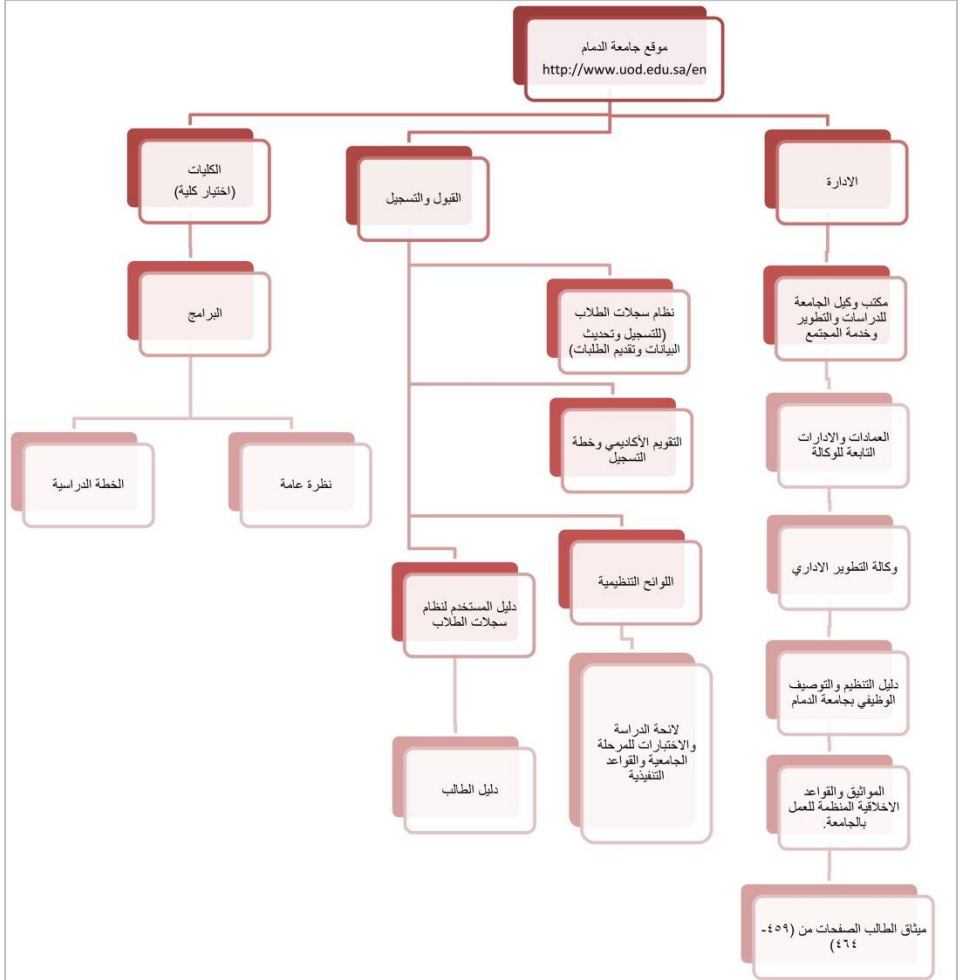 موقع جامعة الدمام
http://www.uod.edu.sa/en
الادارة
القبول والتسجيل
الكليات
(اختيار كلية)
مكتب وكيل الجامعة
للدراسات والتطوير
وخدمة المجتمع
نظام سجلات الطلاب
(للتسجيل وتحديث
البيانات وتقديم الطلبات)
البرامج
العمادات والادارات
التابعة للوكالة
التقويم الأكاديمي وخطة
التسجيل
نظرة عامة
الخطة الدراسية
وكالة التطوير الاداري
اللوائح التنظيمية
دليل المستخدم لنظام
سجلات الطلاب
دليل التنظيم والتوصيف
الوظيفي بجامعة الدمام
لائحة الدراسة
والاختبارات للمرحلة
الجامعية والقواعد
التنفيذية
دليل الطالب
المواثيق والقواعد
الاخلاقية المنظمة للعمل
بالجامعة.
ميثاق الطالب الصفحات من (٤٥٩-
٤٦٤)